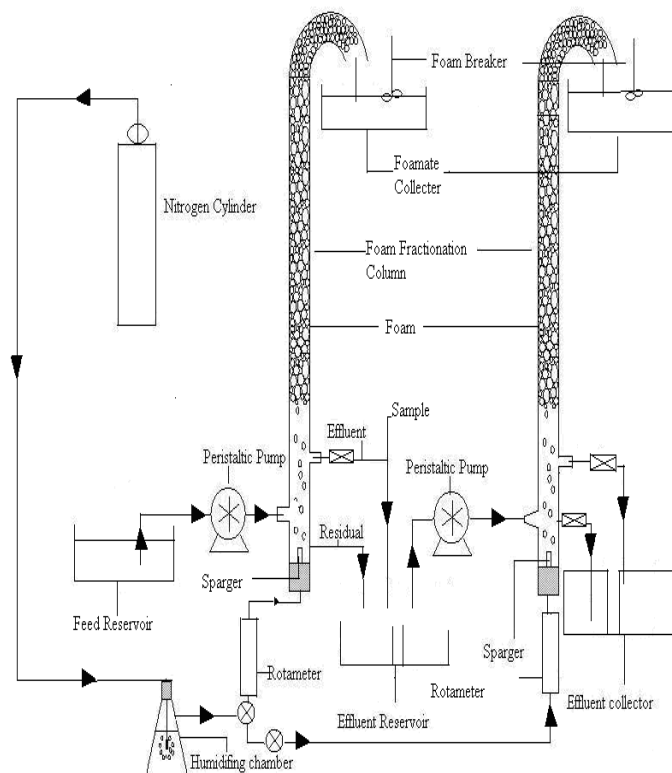 Foam Breaker
Foamate
Collecter
Nitrogen Cylinder
Foam Fractionation
Column
Foam
Sample
Effluent
Peristaltic Pump
Peristaltic Pump
Residual
Sparger
Feed Reservoir
Sparger
Rotameter
Rotameter
Effluent Reservoir
Effluent collector
Humidifing chamber